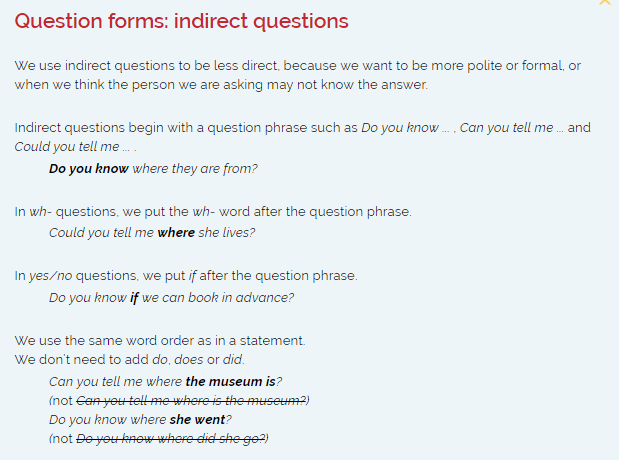 Question forms: indirect questions
We use indirect questions to be less direct, because we want to be more polite or formal, or
when we think the person we are asking may not know the answer.
Indirect questions begin with a question phrase such as Do you know ... , Can you tell me ... and
Could you tell me ... .
Do you know where they are from?
In wh- questions, we put the wh- word after the question phrase.
Could you tell me where she lives?
In yes/no questions, we put if after the question phrase.
Do you know if we can book in advance?
We use the same word order as in a statement.
We don't need to add do, does or did.
Can you tell me where the museum is?
(not Can you tell me where is the museum?)
Do you know where she went?
(not Do you know where did she go?)